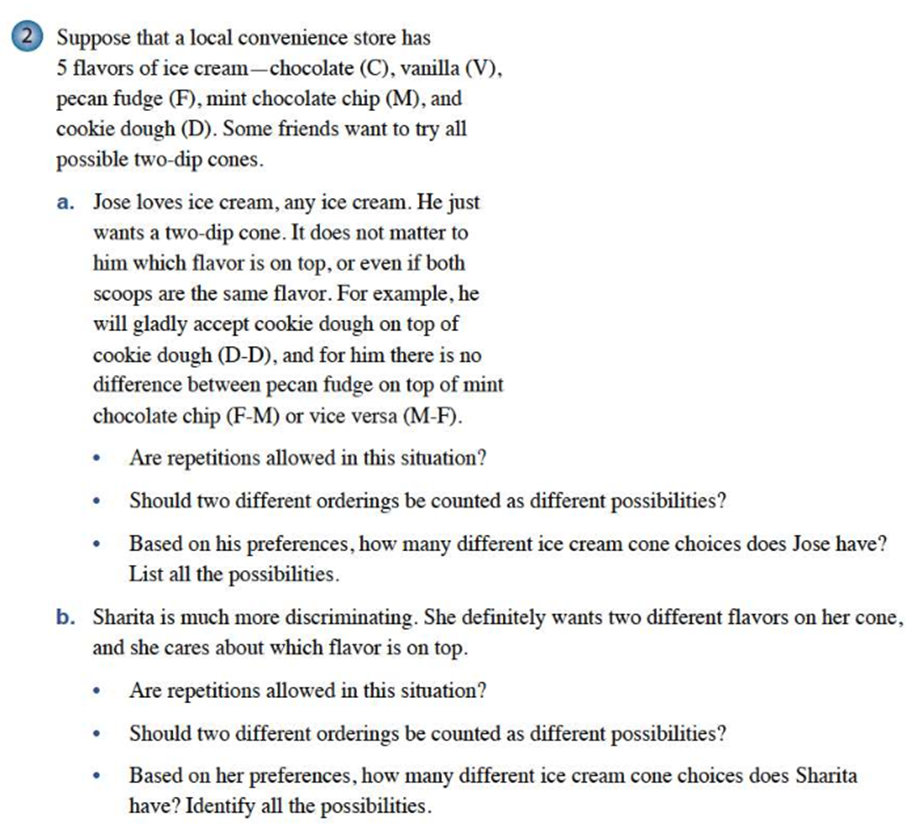 2 Suppose that a local convenience store has
5 flavors of ice cream—chocolate (C), vanilla (V),
pecan fudge (F), mint chocolate chip (M), and
cookie dough (D). Some friends want to try all
possible two-dip cones.
a. Jose loves ice cream, any ice cream. He just
wants a two-dip cone. It does not matter to
him which flavor is on top, or even if both
scoops are the same flavor. For example, he
will gladly accept cookie dough on top of
cookie dough (D-D), and for him there is no
difference between pecan fudge on top of mint
chocolate chip (F-M) or vice versa (M-F).
• Are repetitions allowed in this situation?
• Should two different orderings be counted as different possibilities?
• Based on his preferences, how many different ice cream cone choices does Jose have?
List all the possibilities.
b. Sharita is much more discriminating. She definitely wants two different flavors on her cone,
and she cares about which flavor is on top.
• Are repetitions allowed in this situation?
• Should two different orderings be counted as different possibilities?
• Based on her preferences, how many different ice cream cone choices does Sharita
have? Identify all the possibilities.